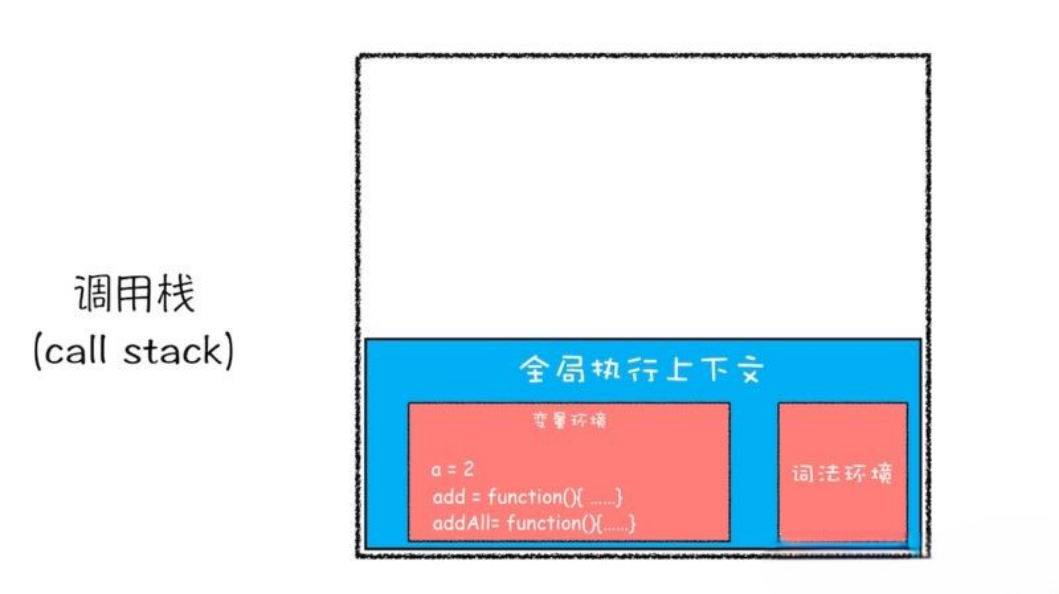 调用栈
(call stack)
全局执行上下文
变量环境
a = 2
add = function(){ ......}
addAll= function(){......}
词法环境